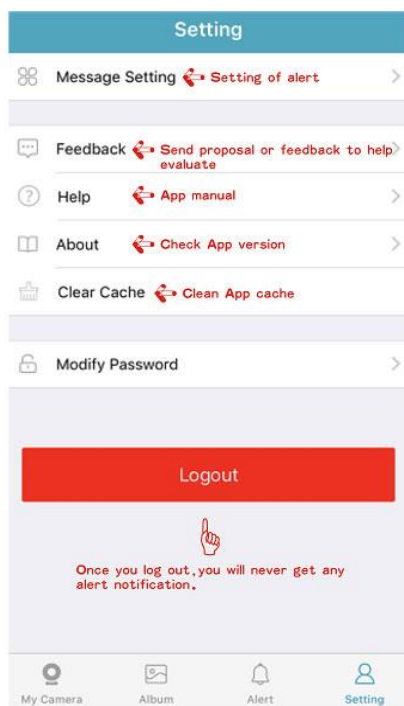 Setting
Message Setting Setting of alert
Feedback Send proposal or feedback to help
evaluate
Help App manual
About Check App version
Clear Cache Clean App cache
Modify Password
Logout
Once you log out,you will never get any
alert notification.
My Camera Album Alert Setting